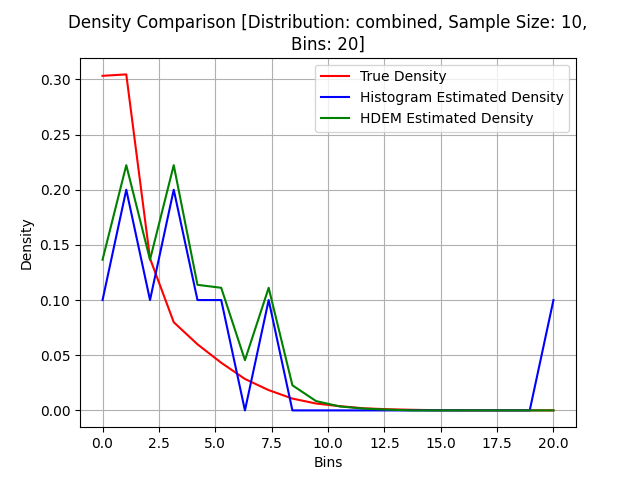 Density Comparison [Distribution: combined, Sample Size: 10,
Bins: 20]
True Density
Histogram Estimated Density
HDEM Estimated Density
Density
0.30
0.25
0.20
0.15
0.10
0.05
0.00
0.0 2.5 5.0 7.5 10.0 12.5 15.0 17.5 20.0
Bins